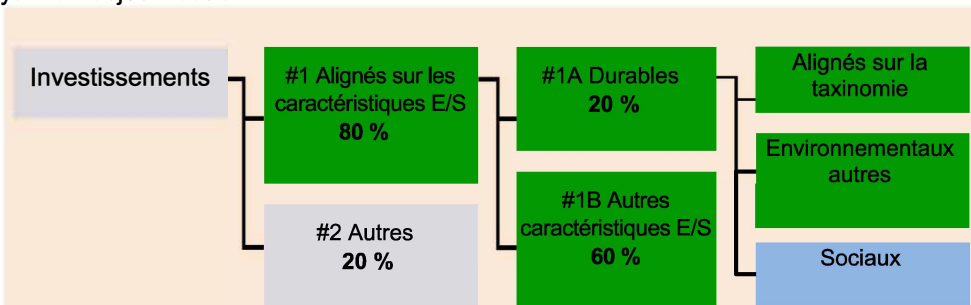 Investissements
#1 Alignés sur les
caractéristiques E/S
80 %
#2 Autres
20 %
#1A Durables
20 %
#1B Autres
caractéristiques E/S
60 %
Alignés sur la
taxinomie
Environnementaux
autres
Sociaux